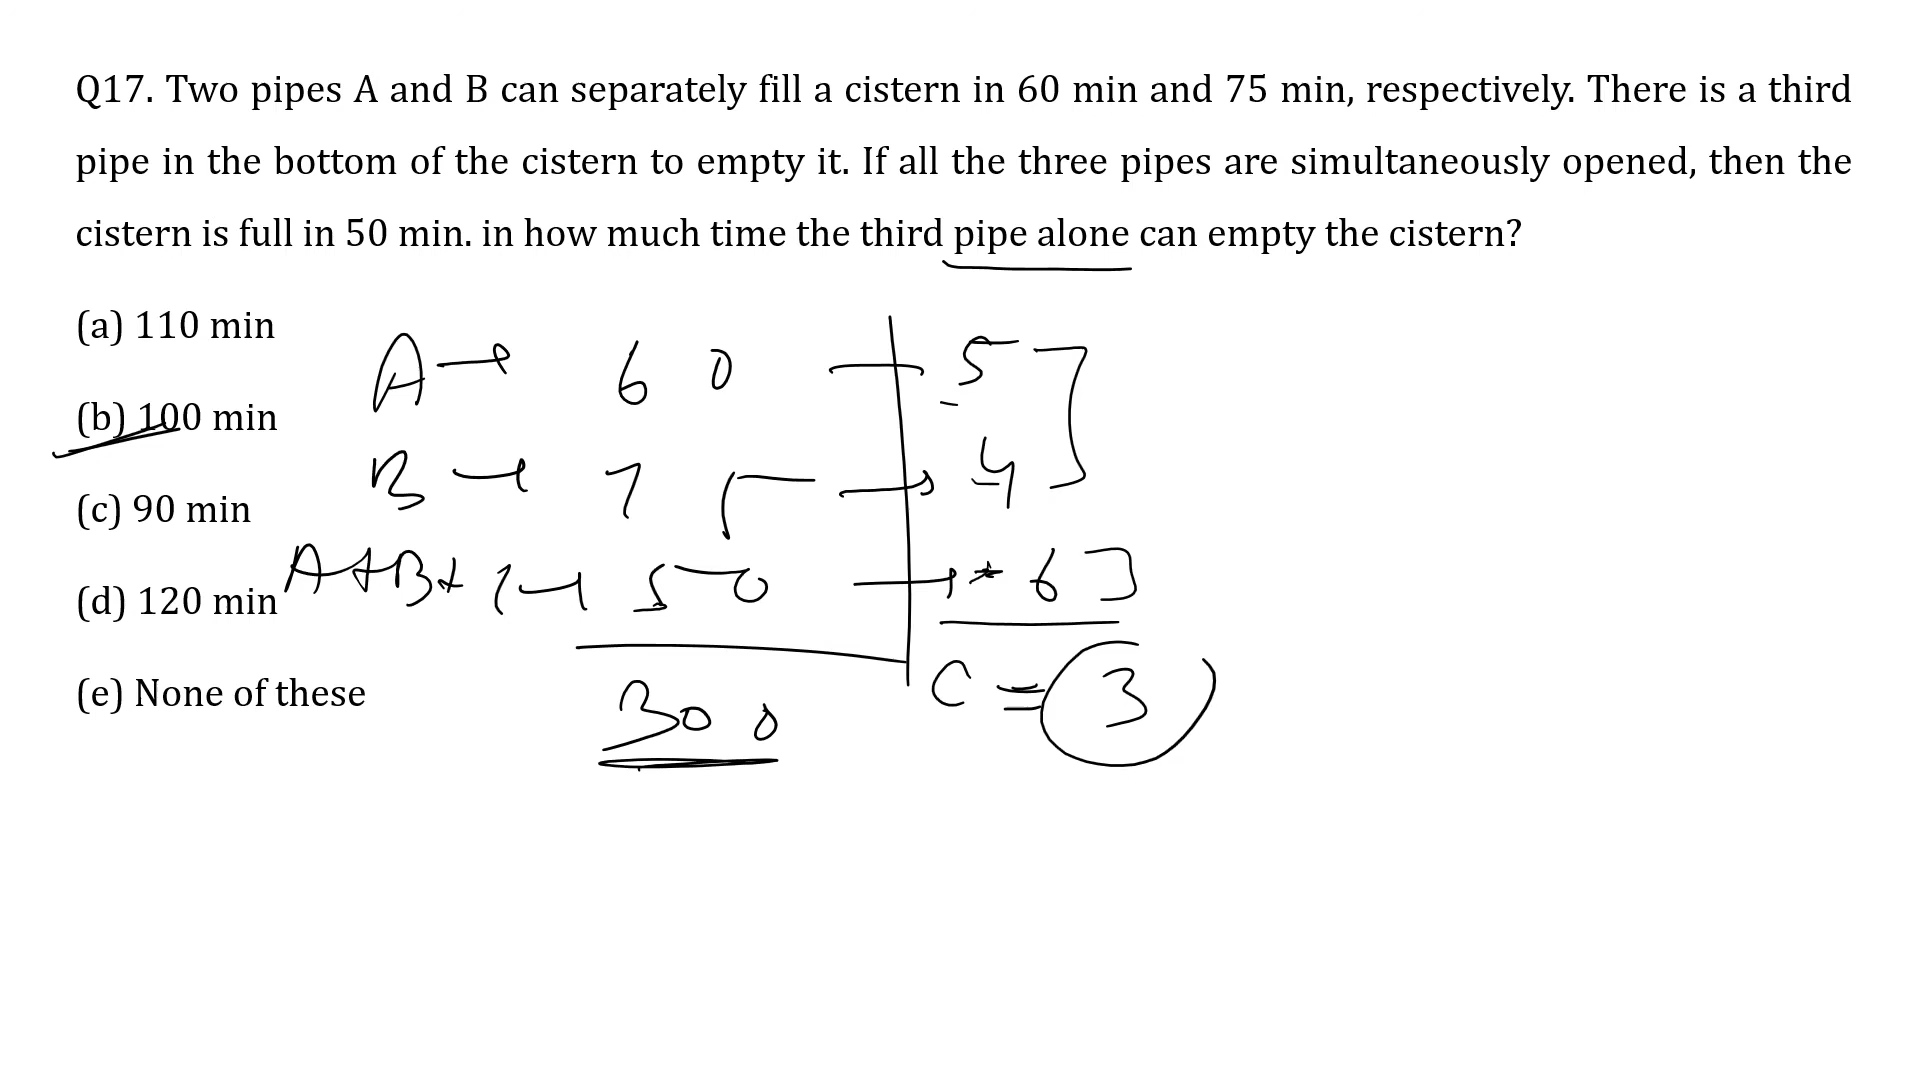 Q17. Two pipes A and B can separately fill a cistern in 60 min and 75 min, respectively. There is a third
pipe in the bottom of the cistern to empty it. If all the three pipes are simultaneously opened, then the
cistern is full in 50 min. in how much time the third pipe alone can empty the cistern?
(a) 110 min
A → 60 → 5
(b) 100 min
B → 75 → 4
(c) 90 min
A+B+ → 50 → 6
(d) 120 min
(e) None of these
300
C = 3